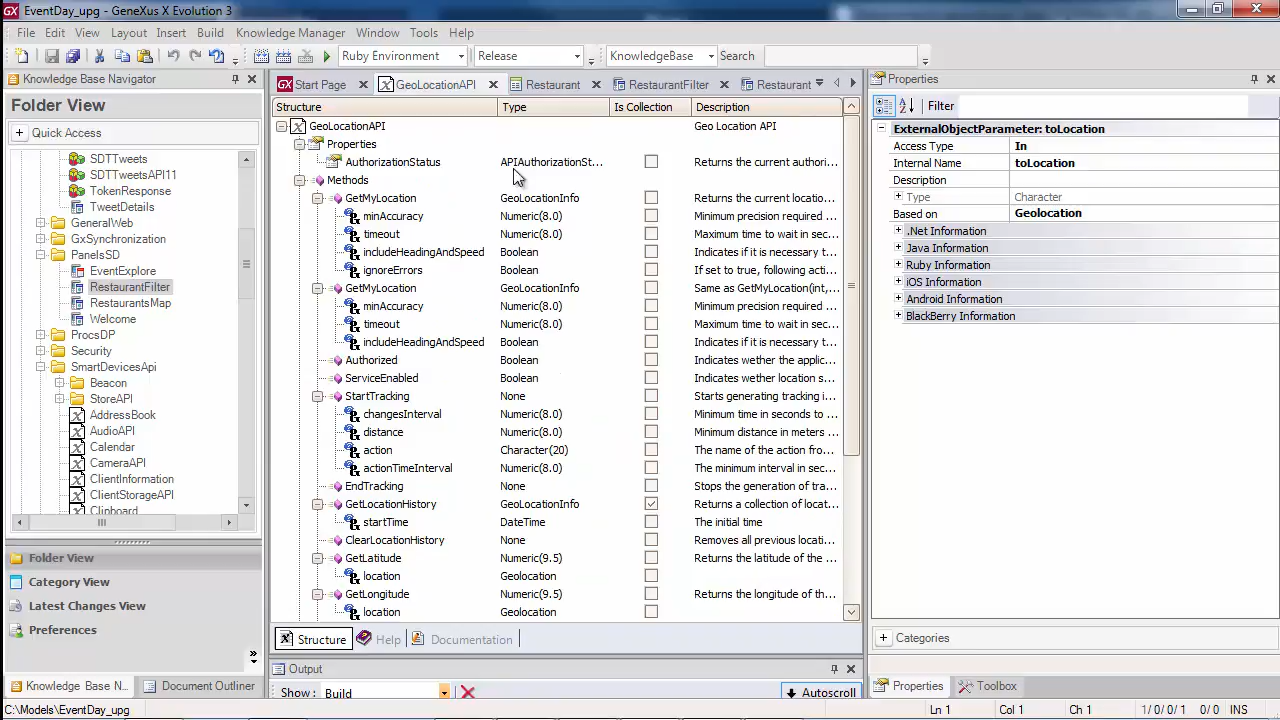 GX EventDay_upg - GeneXus X Evolution 3
File Edit View Layout Insert Build Knowledge Manager Window Tools Help
Ruby Environment Release KnowledgeBase Search
Knowledge Base Navigator
Folder View
Quick Access
SDTTweets
SDTTweetsAPI11
TokenResponse
TweetDetails
GeneralWeb
GxSynchronization
PanelsSD
EventExplore
RestaurantFilter
RestaurantsMap
Welcome
ProcsDP
Security
SmartDevicesApi
Beacon
StoreAPI
AddressBook
AudioAPI
Calendar
CameraAPI
ClientInformation
ClientStorageAPI
Clipboard
Folder View
Category View
Latest Changes View
Preferences
Knowledge Base N... Document Outliner
GX Start Page GeoLocationAPI Restaurant RestaurantFilter Restaurant
Structure Type Is Collection Description
GeoLocationAPI Geo Location API
Properties
AuthorizationStatus APIAuthorizationSt... Returns the current authori...
Methods
GetMyLocation GeoLocationInfo Returns the current locatio...
minAccuracy Numeric(8.0) Minimum precision required ...
timeout Numeric(8.0) Maximum time to wait in sec...
includeHeadingAndSpeed Boolean Indicates if it is necessary t...
ignoreErrors Boolean If set to true, following acti...
GetMyLocation GeoLocationInfo Same as GetMyLocation(int,...
minAccuracy Numeric(8.0) Minimum precision required ...
timeout Numeric(8.0) Maximum time to wait in sec...
includeHeadingAndSpeed Boolean Indicates if it is necessary t...
Authorized Boolean Indicates wether the applic...
ServiceEnabled Boolean Indicates wether location s...
StartTracking None Starts generating tracking i...
changesInterval Numeric(8.0) Minimum time in seconds to ...
distance Numeric(8.0) Minimum distance in meters ...
action Character(20) The name of the action fro...
actionTimeInterval Numeric(8.0) The minimum interval in sec...
EndTracking None Stops the generation of tra...
GetLocationHistory GeoLocationInfo Returns a collection of locat...
startTime DateTime The initial time
ClearLocationHistory None Removes all previous locati...
GetLatitude Numeric(9.5) Returns the latitude of the ...
location Geolocation
GetLongitude Numeric(9.5) Returns the longitude of th...
location Geolocation
Structure Help Documentation
Output
Show: Build Autoscroll
Properties
Filter
ExternalObjectParameter: toLocation
Access Type In
Internal Name toLocation
Description
Type Character
Based on Geolocation
.Net Information
Java Information
Ruby Information
iOS Information
Android Information
BlackBerry Information
Categories
Properties Toolbox
C:\Models\EventDay_upg Ln 1 Col 1 Ch 1 1/ 0/ 0/ 1 0/ 0 INS